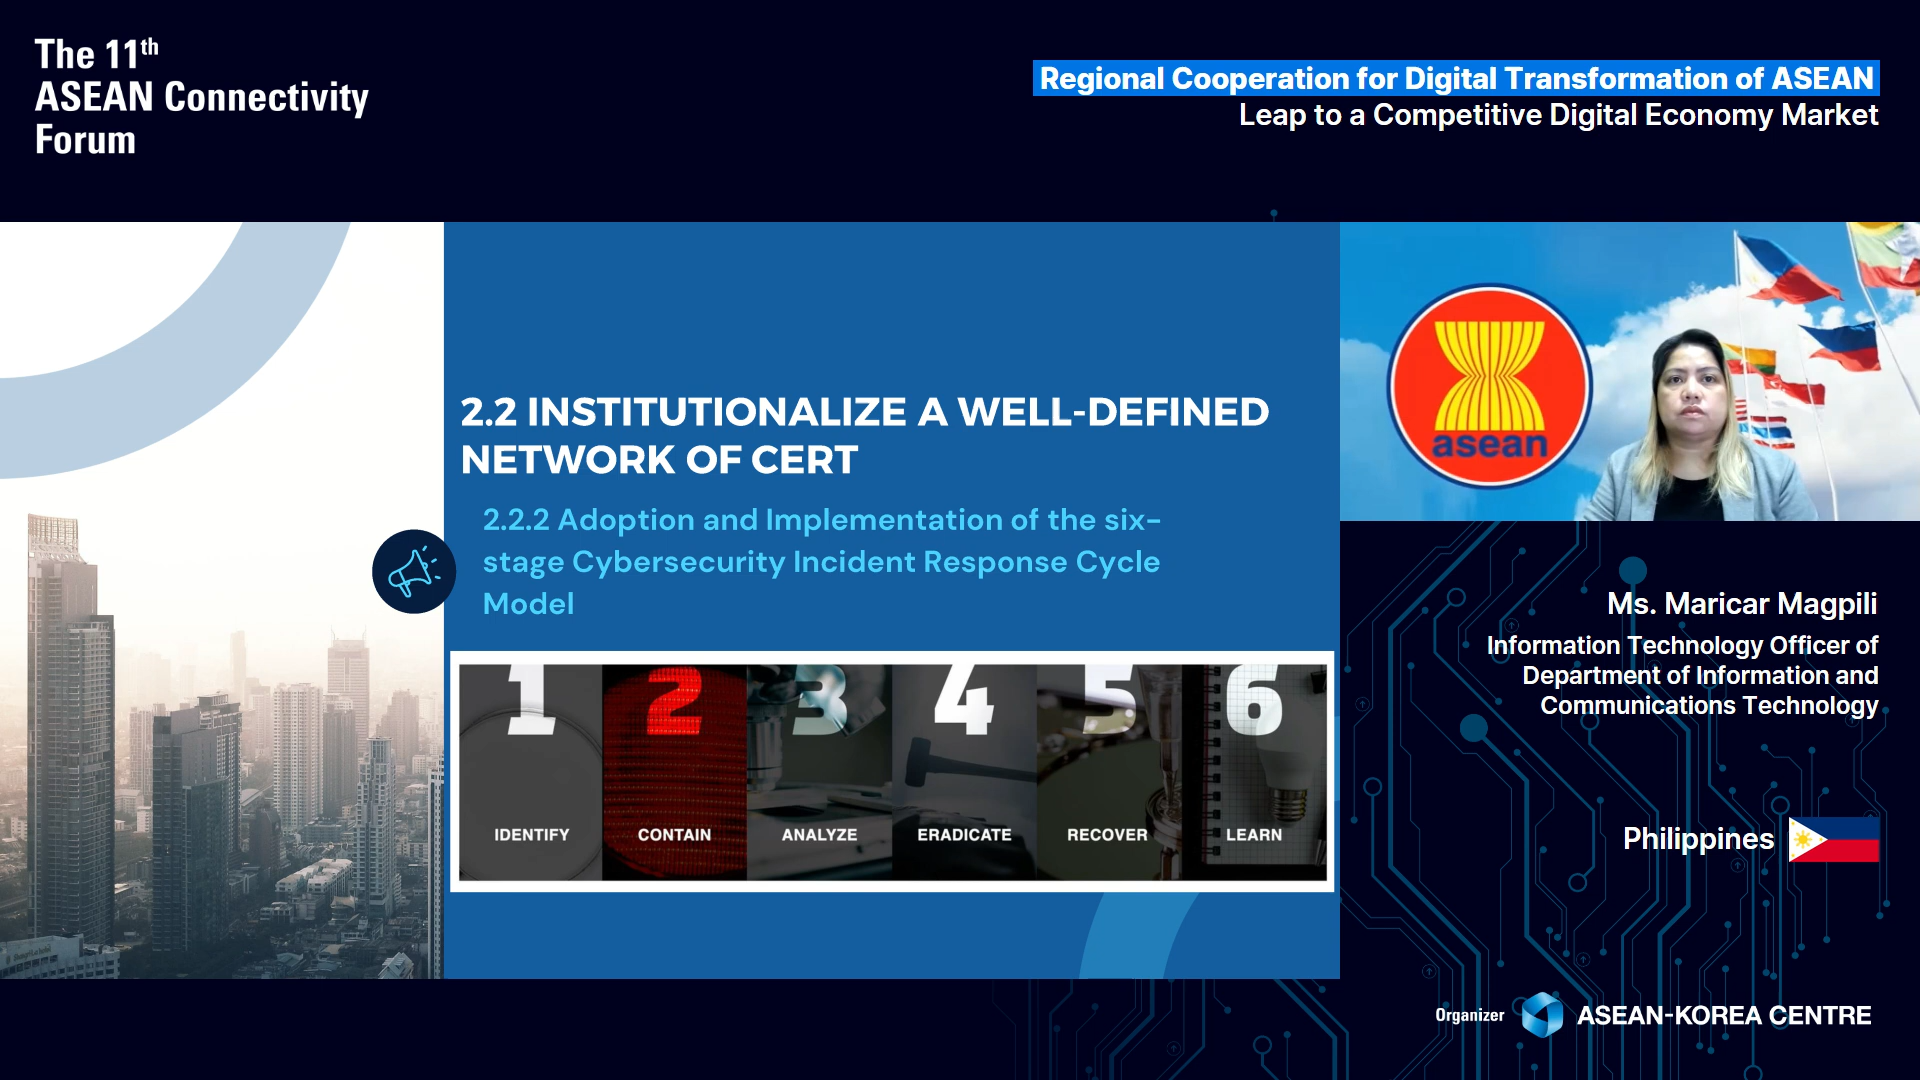 The 11th
ASEAN Connectivity
Forum
Regional Cooperation for Digital Transformation of ASEAN
Leap to a Competitive Digital Economy Market
2.2 INSTITUTIONALIZE A WELL-DEFINED
NETWORK OF CERT
2.2.2 Adoption and Implementation of the six-
stage Cybersecurity Incident Response Cycle
Model
1 2 3 4 5 6
IDENTIFY CONTAIN ANALYZE ERADICATE RECOVER LEARN
asean
Ms. Maricar Magpili
Information Technology Officer of
Department of Information and
Communications Technology
Philippines
Organizer ASEAN-KOREA CENTRE